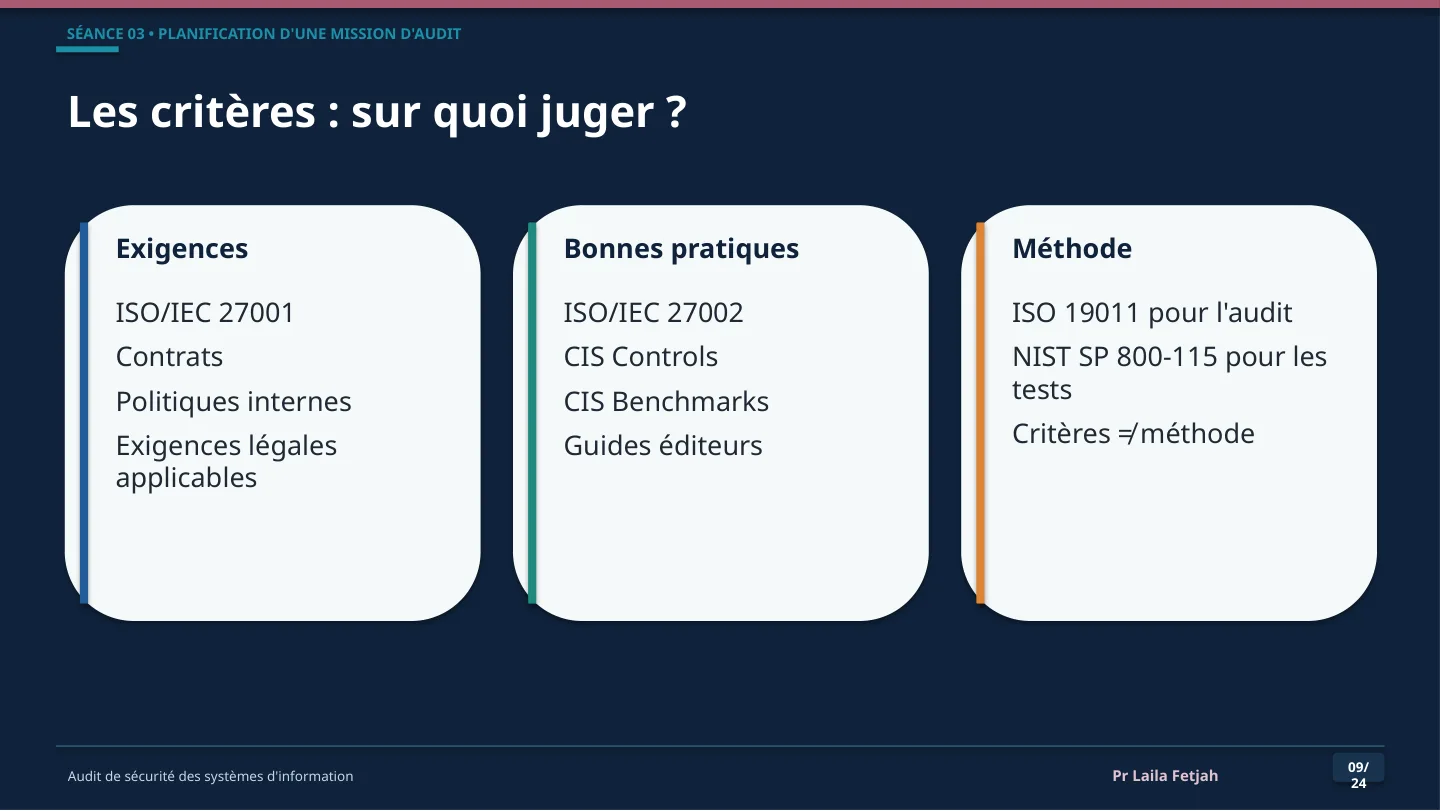 SÉANCE 03 • PLANIFICATION D'UNE MISSION D'AUDIT
Les critères : sur quoi juger ?
Exigences
ISO/IEC 27001
Contrats
Politiques internes
Exigences légales
applicables
Bonnes pratiques
ISO/IEC 27002
CIS Controls
CIS Benchmarks
Guides éditeurs
Méthode
ISO 19011 pour l'audit
NIST SP 800-115 pour les
tests
Critères ≠ méthode
Audit de sécurité des systèmes d'information
Pr Laila Fetjah
09/
24